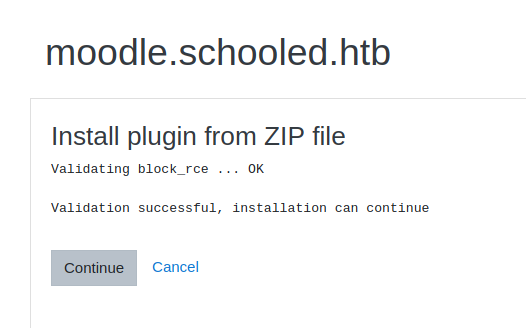 moodle.schooled.htb
Install plugin from ZIP file
Validating block_rce ... OK
Validation successful, installation can continue
Continue Cancel